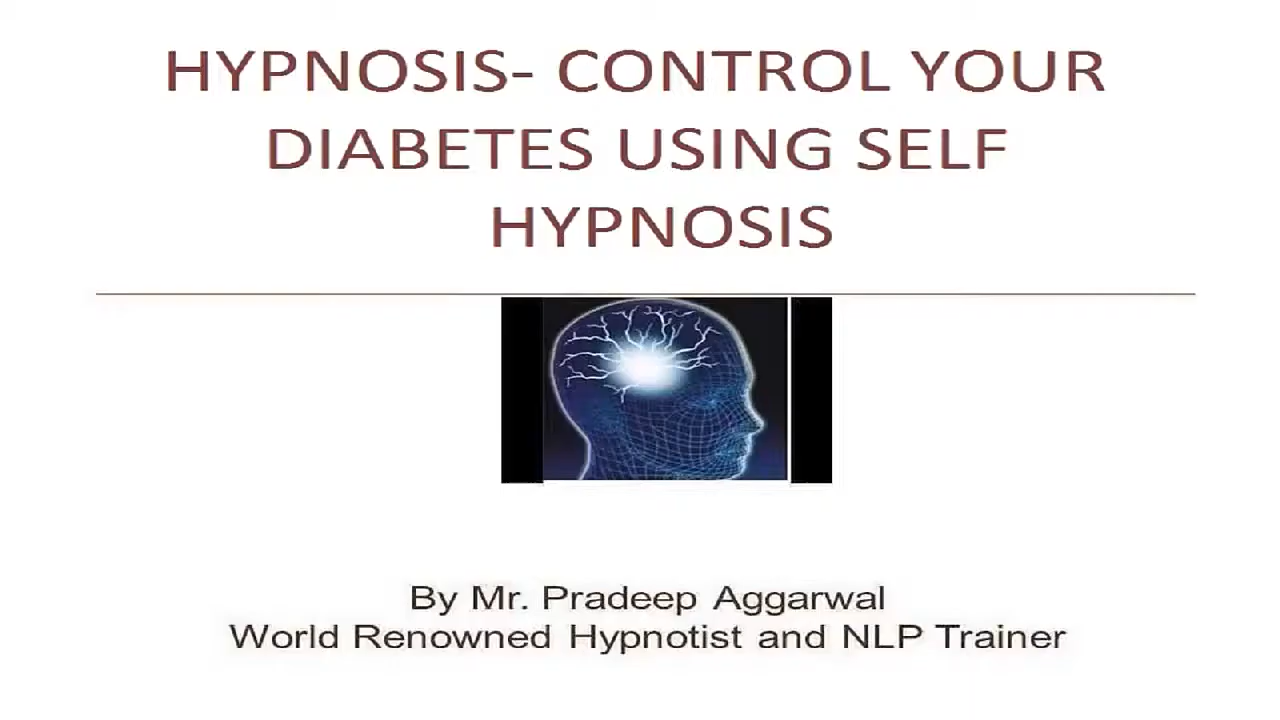 HYPNOSIS- CONTROL YOUR
DIABETES USING SELF
HYPNOSIS
By Mr. Pradeep Aggarwal
World Renowned Hypnotist and NLP Trainer